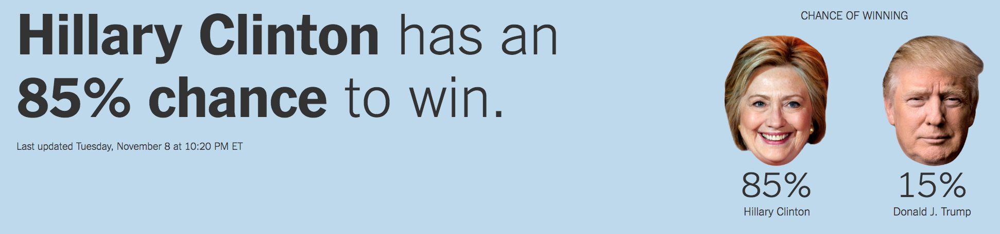 Hillary Clinton has an
85% chance to win.
Last updated Tuesday, November 8 at 10:20 PM ET
CHANCE OF WINNING
85%
Hillary Clinton
15%
Donald J. Trump